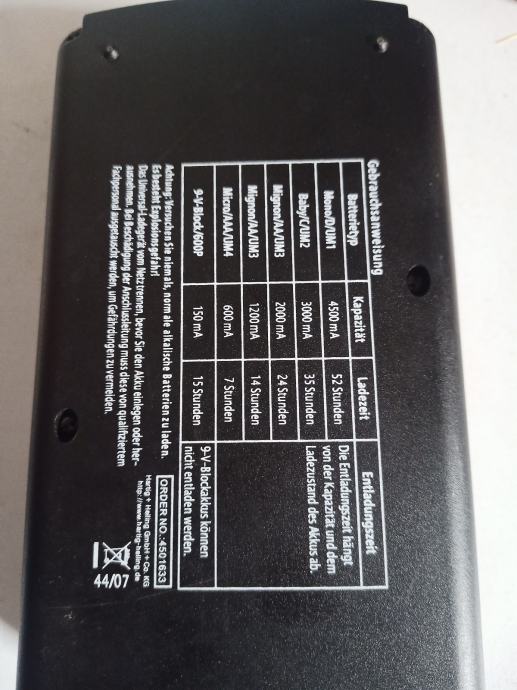 Gebrauchsanweisung
Batterietyp Kapazität Ladezeit Entladungszeit
Mono/D/UM1 4500 mA 52 Stunden Die Entladungszeit hängt
von der Kapazität und dem
Baby/C/UM2 3000 mA 35 Stunden Ladezustand des Akkus ab.
Mignon/AA/UM3 2000 mA 24 Stunden
Mignon/AA/UM3 1200 mA 14 Stunden
Micro/AAA/UM4 600 mA 7 Stunden
9-V-Block/600P 150 mA 15 Stunden 9-V-Blockakkus können
nicht entladen werden.
Achtung: Versuchen Sie niemals, normale alkalische Batterien zu laden.
Es besteht Explosionsgefahr!
Das Universal-Ladegerät vom Netz trennen, bevor Sie den Akku einlegen oder her-
ausnehmen. Bei Beschädigung der Anschlussleitung muss diese von qualifiziertem
Fachpersonal ausgetauscht werden, um Gefährdungen zu vermeiden.
ORDER NO.:4501633
Hartig + Helling GmbH + Co. KG
http://www.hartig-helling.de
44/07